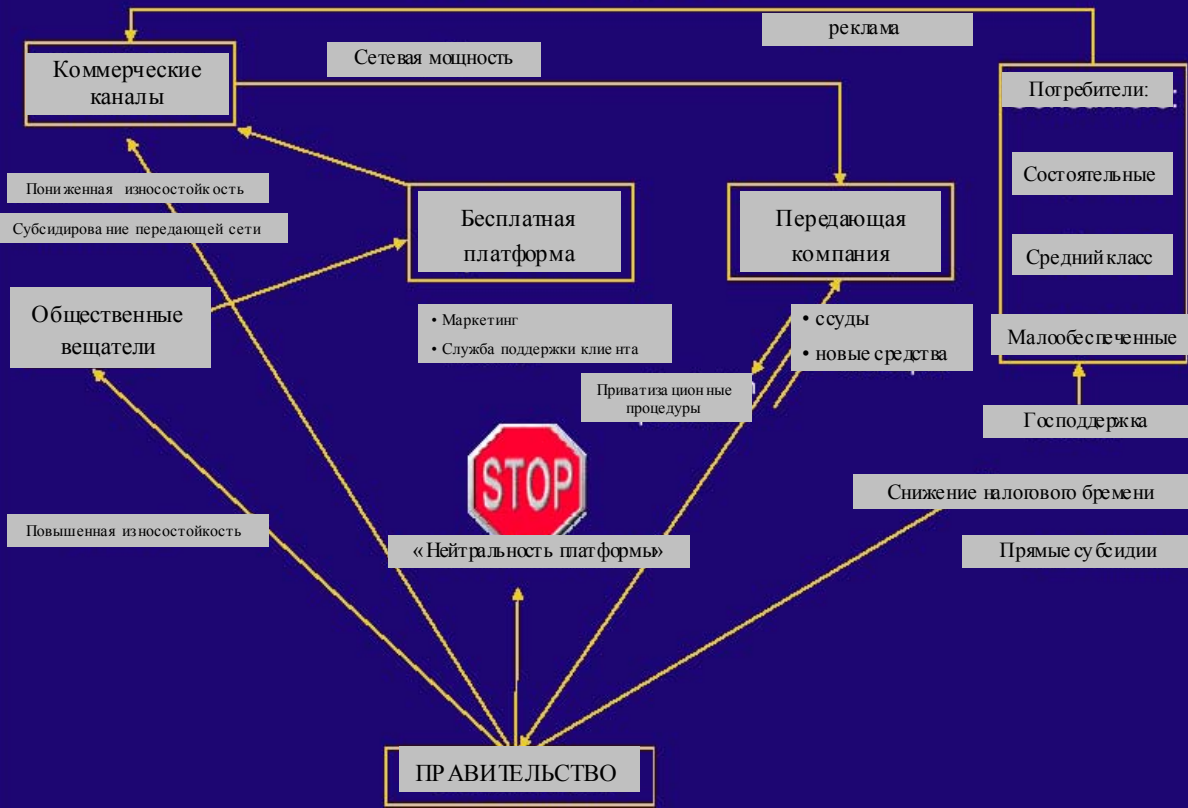 реклама
Сетевая мощность
Коммерческие
каналы
Потребители:
Состоятельные
Средний класс
Малообеспеченные
Пониженная износостойкость
Субсидирование передающей сети
Бесплатная
платформа
Передающая
компания
Общественные
вещатели
• Маркетинг
• Служба поддержки клиента
• ссуды
• новые средства
Приватизационные
процедуры
Господдержка
STOP
Снижение налогового бремени
Повышенная износостойкость
«Нейтральность платформы»
Прямые субсидии
ПРАВИТЕЛЬСТВО